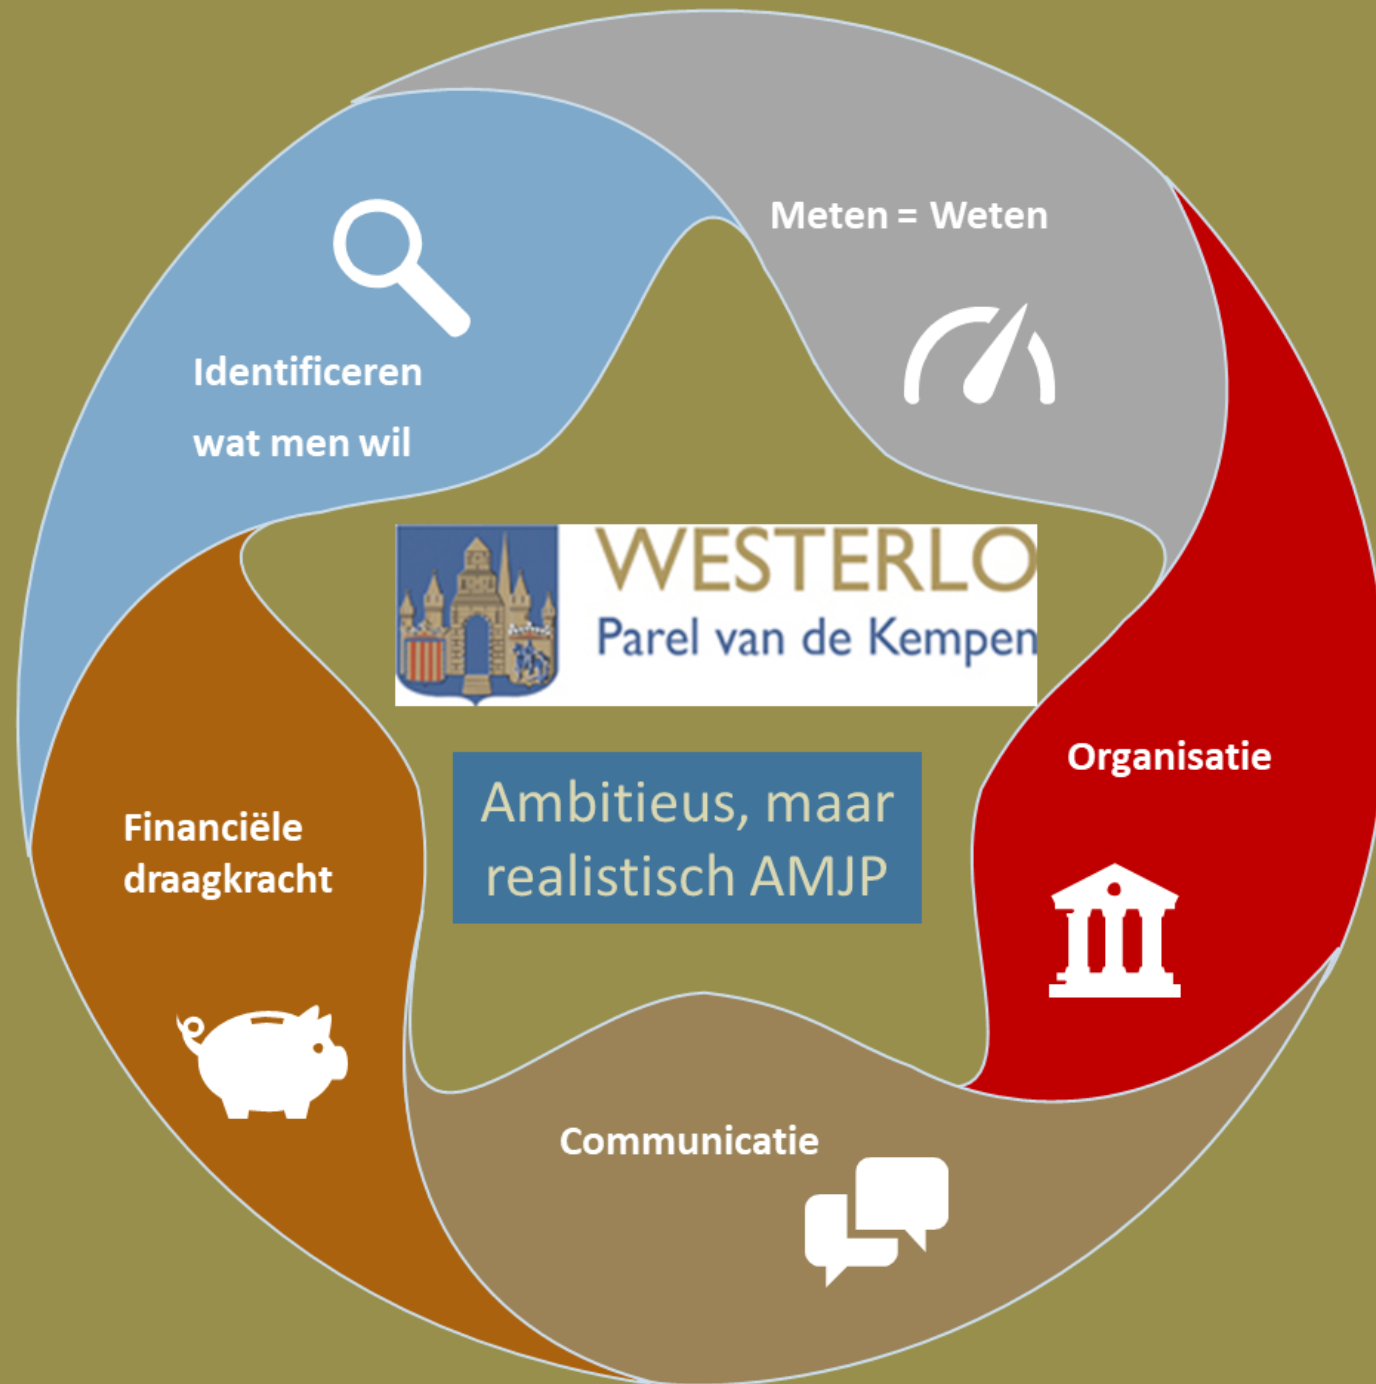 Meten = Weten
Identificeren
wat men wil
WESTERLO
Parel van de Kempen
Organisatie
Ambitieus, maar
realistisch AMJP
Financiële
draagkracht
Communicatie